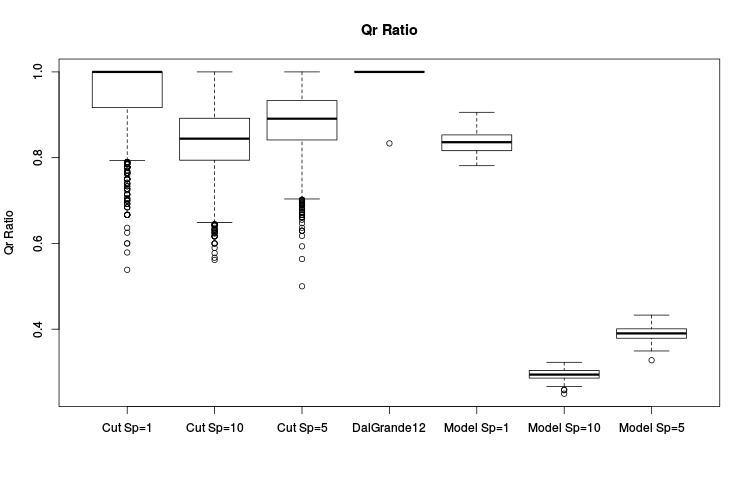 Qr Ratio
1.0
0.8
0.6
0.4
Qr Ratio
Cut Sp=1 Cut Sp=10 Cut Sp=5 DalGrande12 Model Sp=1 Model Sp=10 Model Sp=5